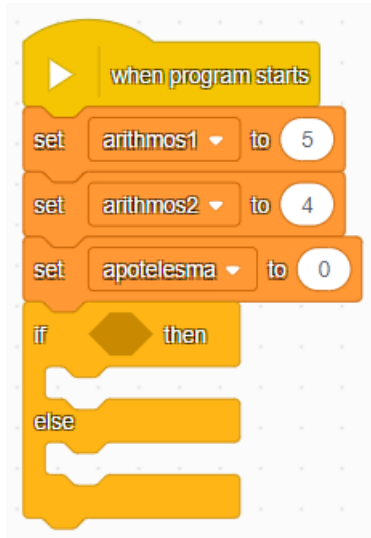 when program starts
set arithmos1 to 5
set arithmos2 to 4
set apotelesma to 0
if then
else